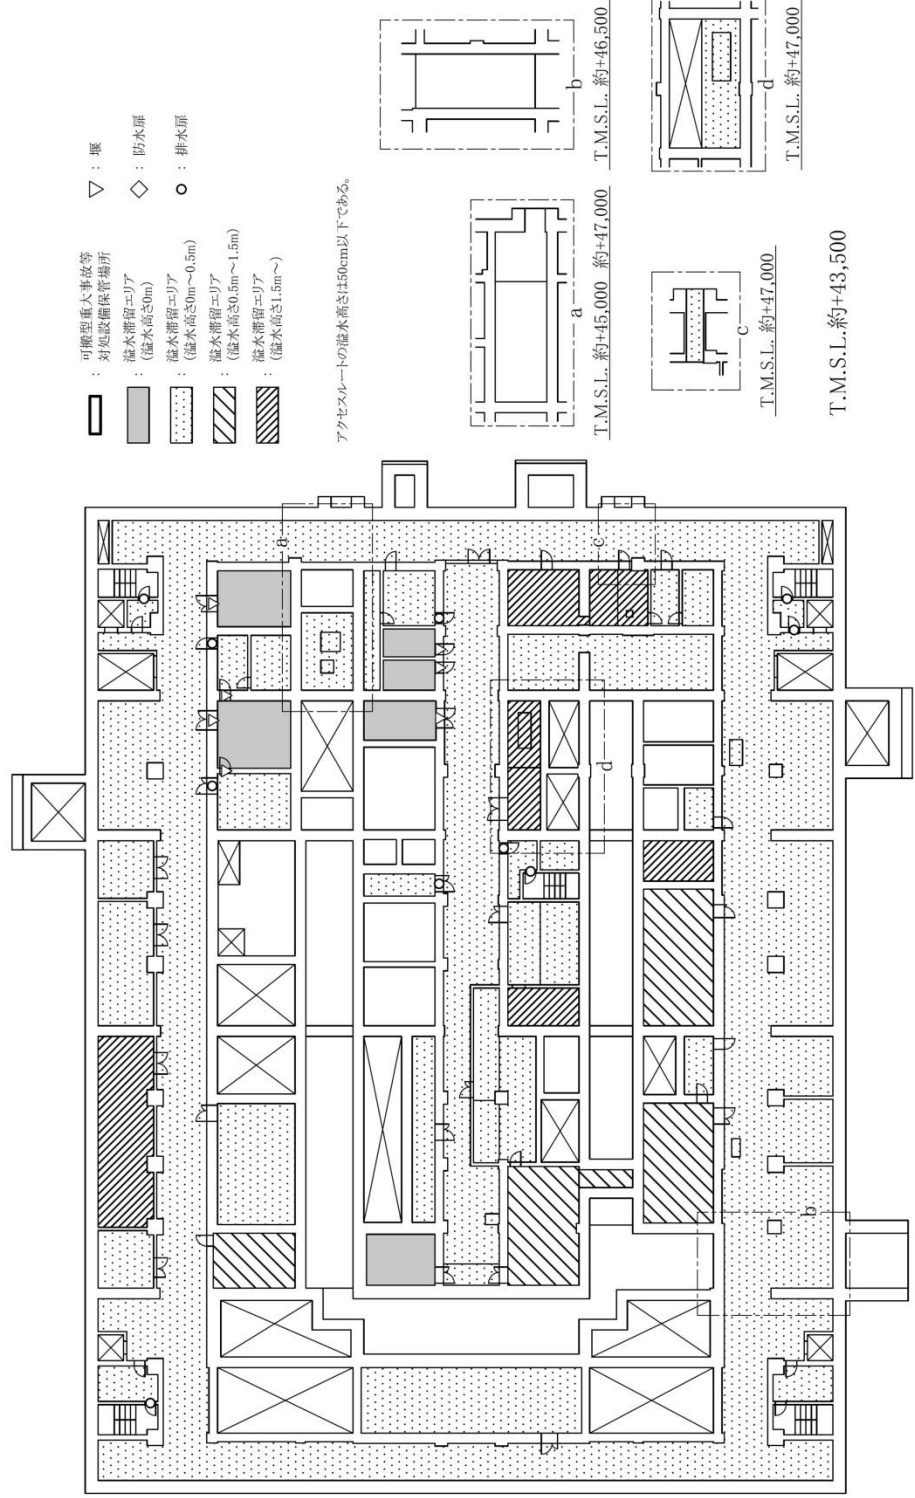 ： 可搬型重大事故等
対処設備保管場所
： 溢水滞留エリア
（溢水高さ0m）
： 溢水滞留エリア
（溢水高さ0m～0.5m）
： 溢水滞留エリア
（溢水高さ0.5m～1.5m）
： 溢水滞留エリア
（溢水高さ1.5m～）
： 堰
： 防水扉
： 排水扉
アクセスルートの溢水高さは50cm以下である。
a
T.M.S.L. 約+45,000 約+47,000
b
T.M.S.L. 約+46,500
c
T.M.S.L. 約+47,000
d
T.M.S.L. 約+47,000
T.M.S.L.約+43,500
a
c
d
b